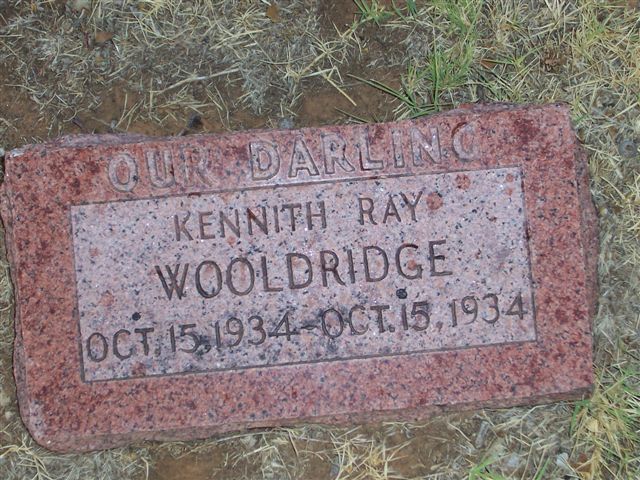 OUR DARLING
KENNITH RAY
WOOLDRIDGE
OCT. 15, 1934 - OCT. 15, 1934